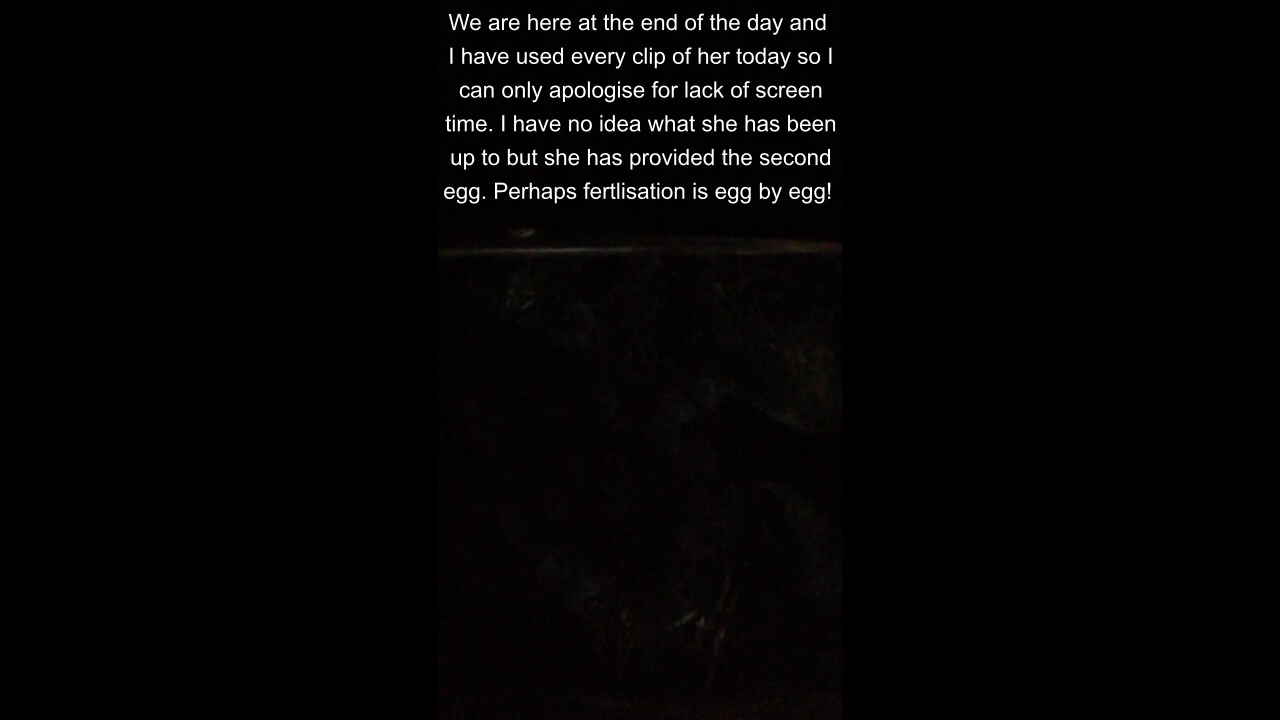 We are here at the end of the day and
I have used every clip of her today so I
can only apologise for lack of screen
time. I have no idea what she has been
up to but she has provided the second
egg. Perhaps fertlisation is egg by egg!